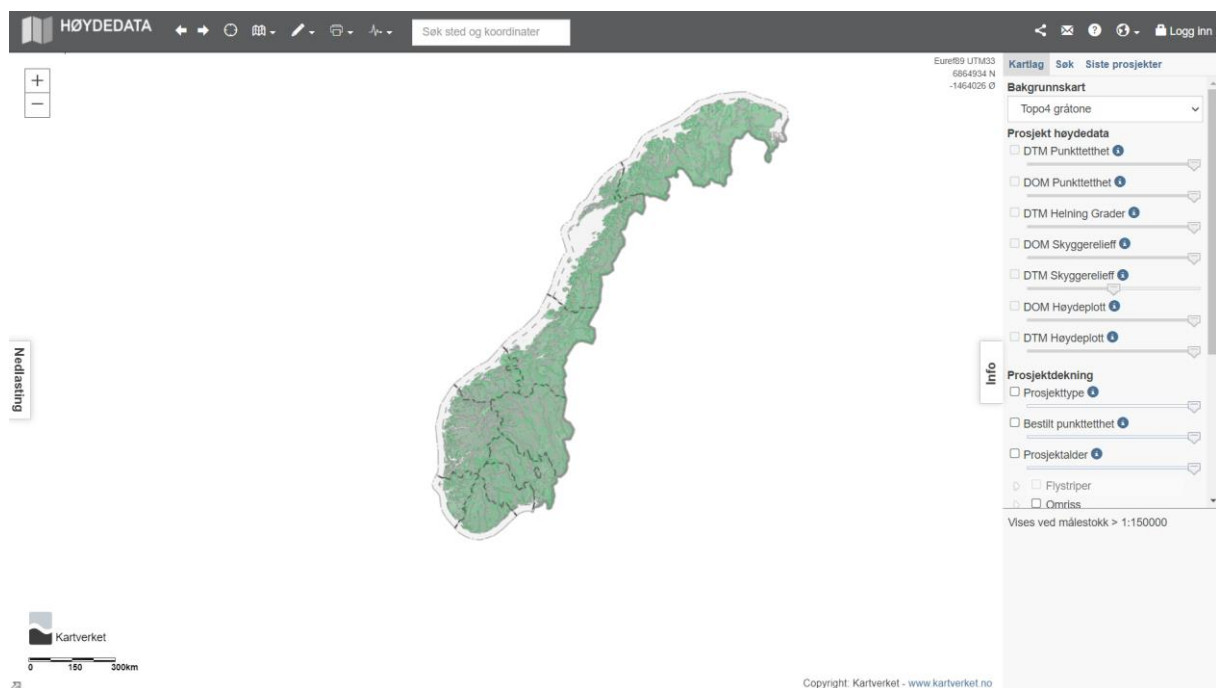 HØYDEDATA
Søk sted og koordinater
Logg inn
Euref89 UTM33
6864934 N
-1464026 Ø
Kartlag Søk Siste prosjekter
Bakgrunnskart
Topo4 gråtone
Prosjekt høydedata
DTM Punkttetthet
DOM Punkttetthet
DTM Helning Grader
DOM Skyggerelieff
DTM Skyggerelieff
DOM Høydeplott
DTM Høydeplott
Prosjektdekning
Prosjekttype
Bestilt punkttetthet
Prosjektalder
Flystriper
Omriss
Vises ved målestokk > 1:150000
Nedlasting
Info
Kartverket
0 150 300km
Copyright: Kartverket - www.kartverket.no